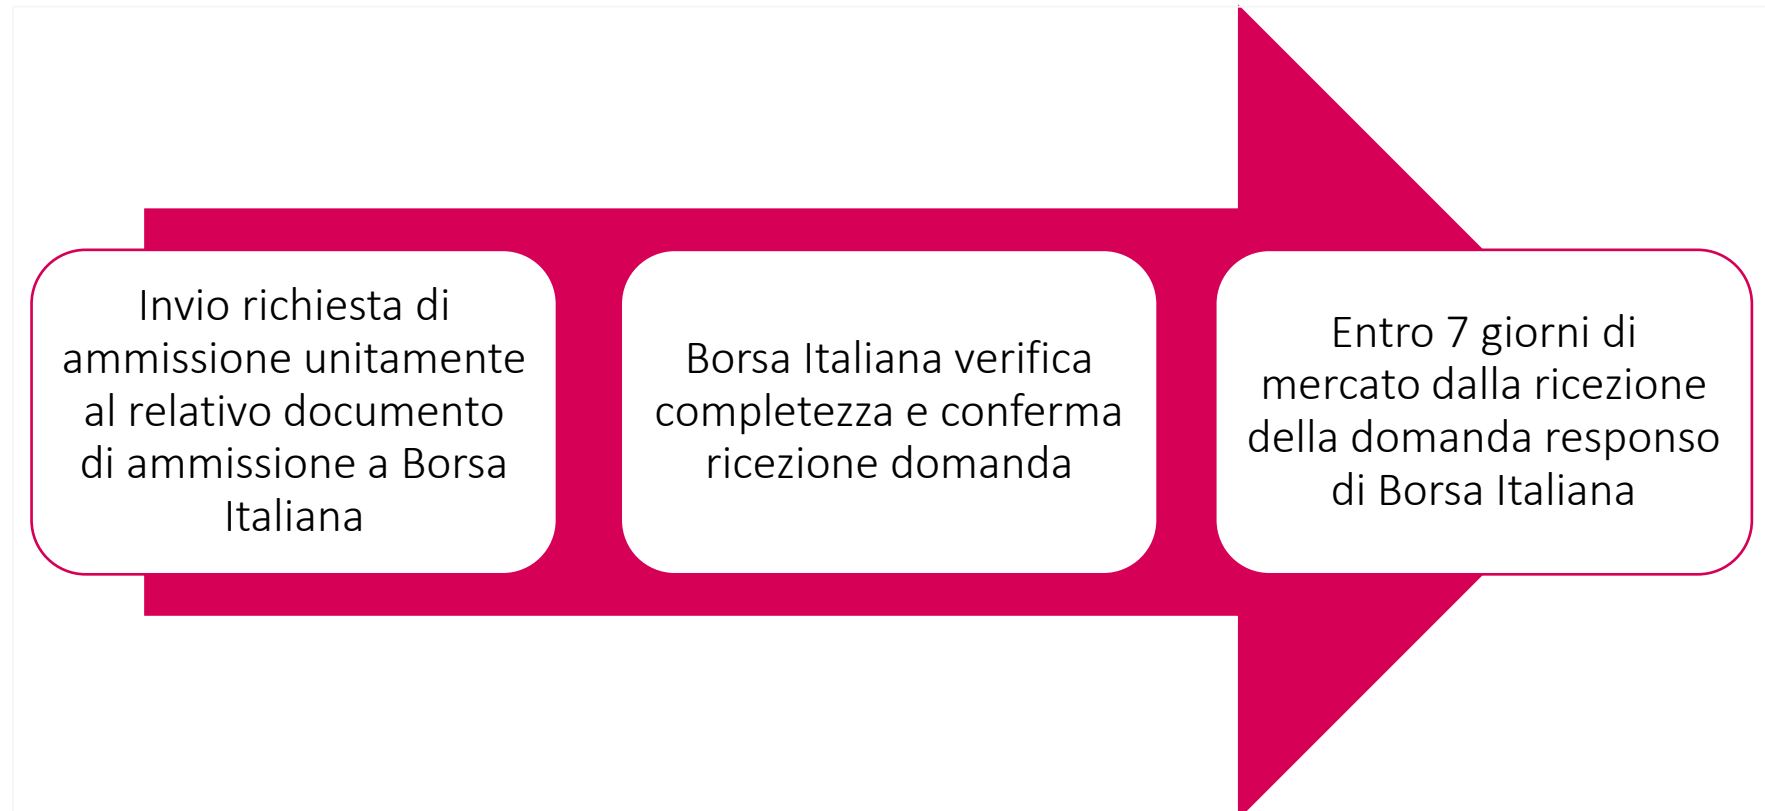 Invio richiesta di
ammissione unitamente
al relativo documento
di ammissione a Borsa
Italiana
Borsa Italiana verifica
completezza e conferma
ricezione domanda
Entro 7 giorni di
mercato dalla ricezione
della domanda responso
di Borsa Italiana